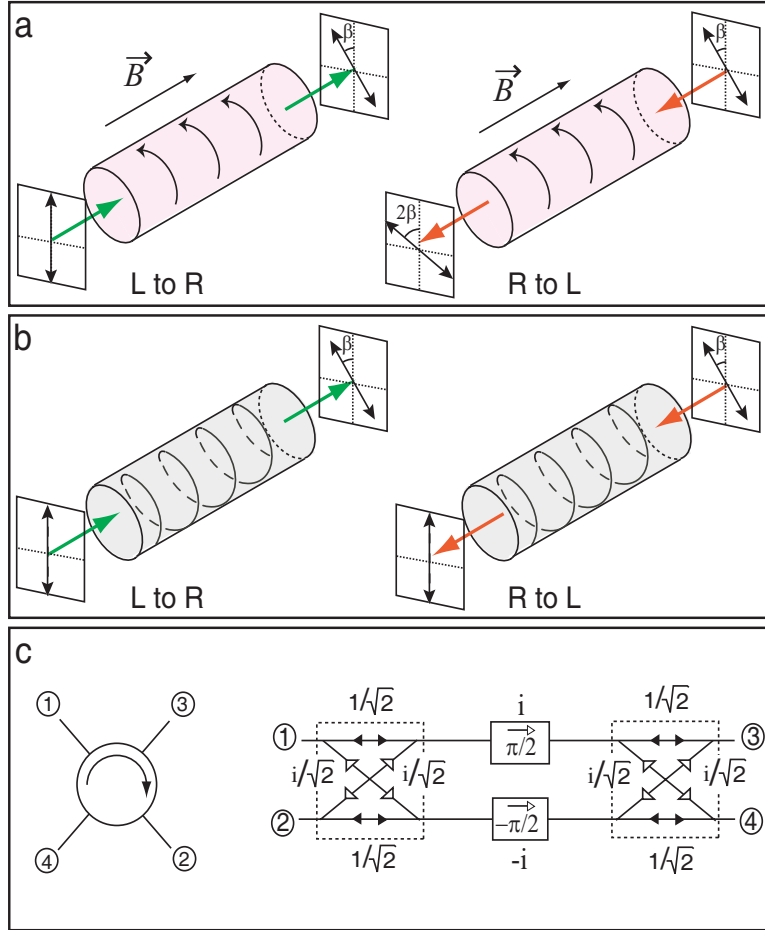 a
B
β
L to R
B
β
2β
R to L
b
β
L to R
β
R to L
c
①
③
④
②
1/√2
i
1/√2
①
π/2
③
i/√2
i/√2
i/√2
i/√2
②
-π/2
④
1/√2
-i
1/√2